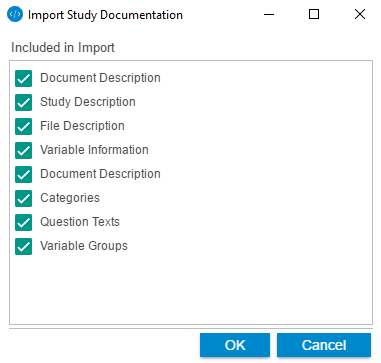 Import Study Documentation
Included in Import
Document Description
Study Description
File Description
Variable Information
Document Description
Categories
Question Texts
Variable Groups
OK Cancel